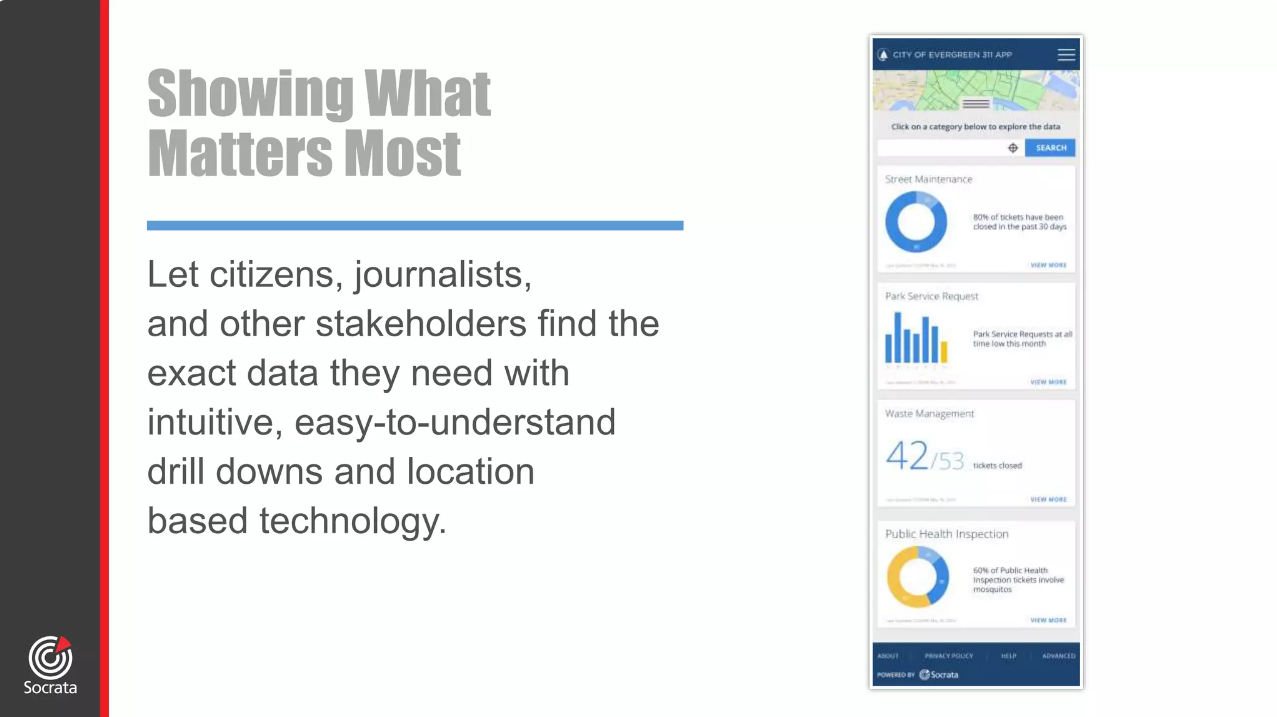 Showing What
Matters Most
Let citizens, journalists,
and other stakeholders find the
exact data they need with
intuitive, easy-to-understand
drill downs and location
based technology.
Socrata
CITY OF EVERGREEN 311 APP
Click on a category below to explore the data
SEARCH
Street Maintenance
80% of tickets have been
closed in the past 30 days
VIEW MORE
Park Service Request
Park Service Requests at all
time low this month
VIEW MORE
Waste Management
42/53 tickets closed
VIEW MORE
Public Health Inspection
60% of Public Health
Inspection tickets involve
mosquitos
VIEW MORE
ABOUT
PRIVACY POLICY
HELP
ADVANCED
POWERED BY Socrata